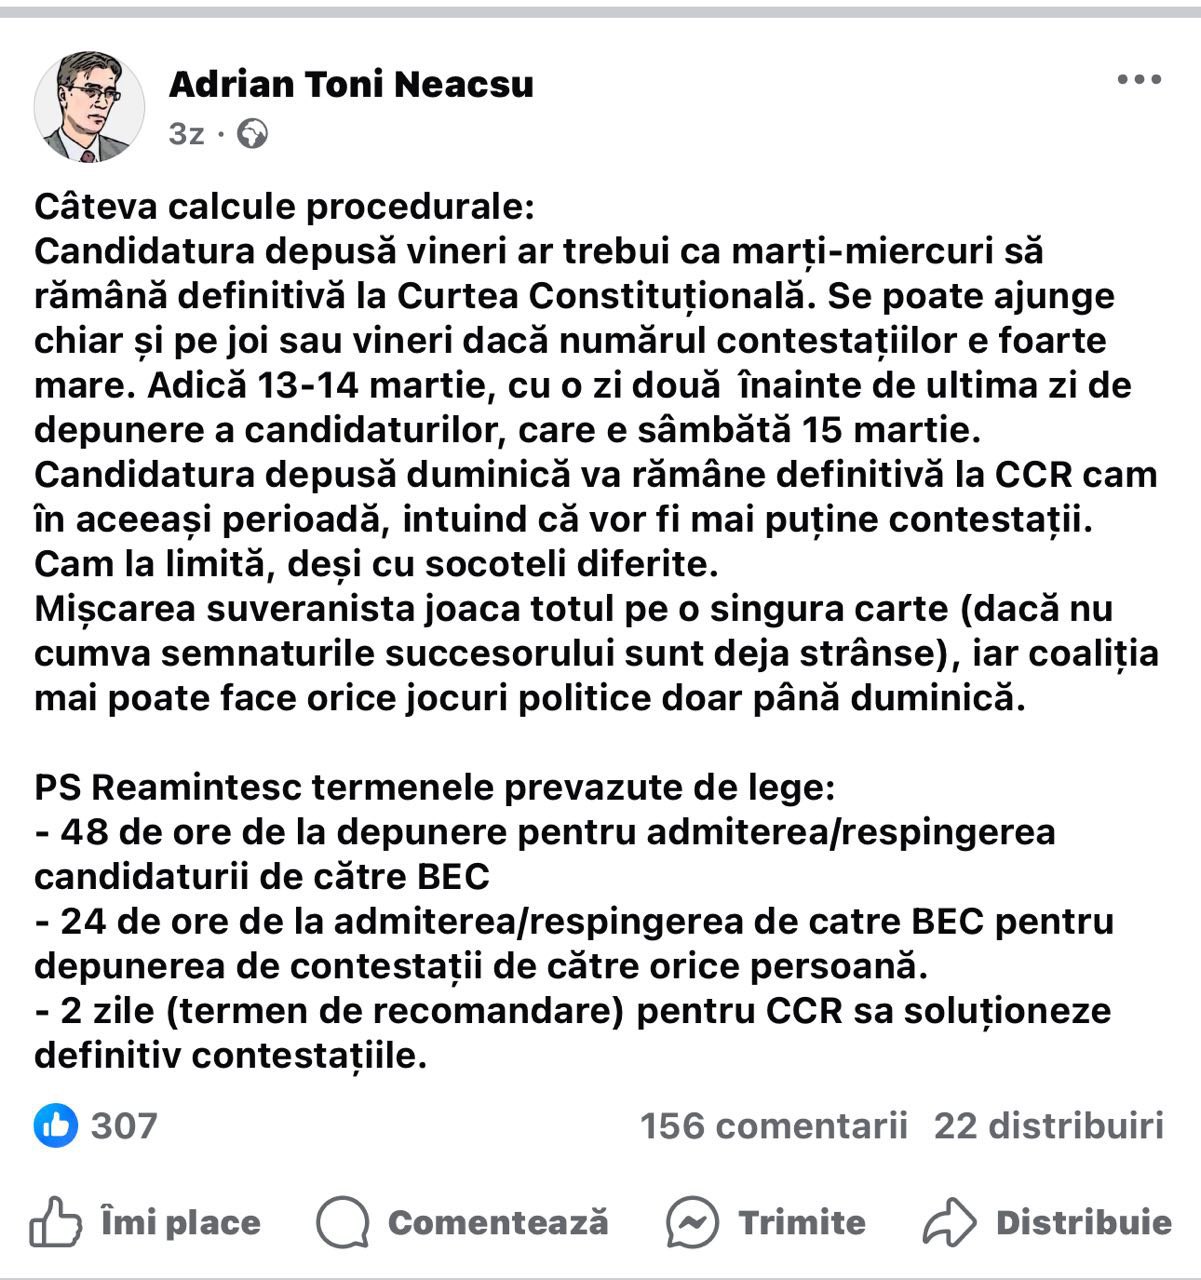 Adrian Toni Neacsu
3z ·
Câteva calcule procedurale:
Candidatura depusă vineri ar trebui ca marți-miercuri să
rămână definitivă la Curtea Constituțională. Se poate ajunge
chiar și pe joi sau vineri dacă numărul contestațiilor e foarte
mare. Adică 13-14 martie, cu o zi două  înainte de ultima zi de
depunere a candidaturilor, care e sâmbătă 15 martie.
Candidatura depusă duminică va rămâne definitivă la CCR cam
în aceeași perioadă, intuind că vor fi mai puține contestații.
Cam la limită, deși cu socoteli diferite.
Mișcarea suveranista joaca totul pe o singura carte (dacă nu
cumva semnaturile succesorului sunt deja strânse), iar coaliția
mai poate face orice jocuri politice doar până duminică.
PS Reamintesc termenele prevazute de lege:
- 48 de ore de la depunere pentru admiterea/respingerea
candidaturii de către BEC
- 24 de ore de la admiterea/respingerea de catre BEC pentru
depunerea de contestații de către orice persoană.
- 2 zile (termen de recomandare) pentru CCR sa soluționeze
definitiv contestațiile.
307 156 comentarii 22 distribuiri
Îmi place Comentează Trimite Distribuie